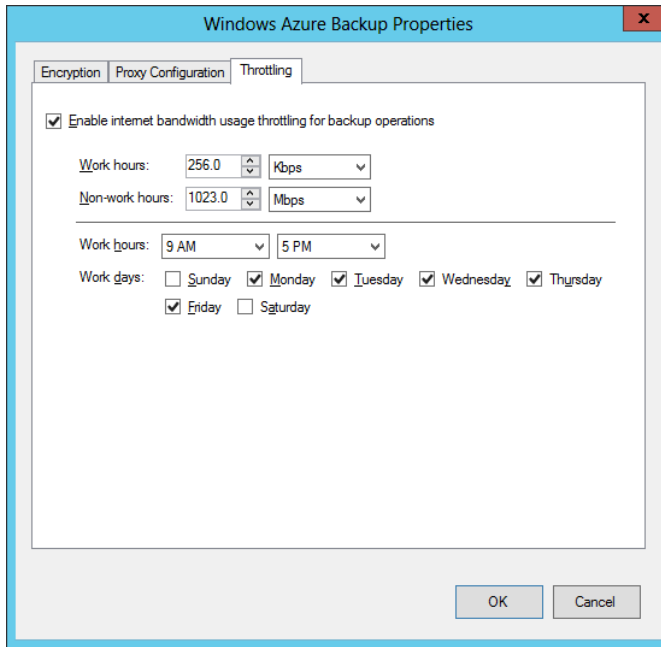 Windows Azure Backup Properties
x
Encryption Proxy Configuration Throttling
Enable internet bandwidth usage throttling for backup operations
Work hours: 256.0 Kbps
Non-work hours: 1023.0 Mbps
Work hours: 9 AM 5 PM
Work days: Sunday Monday Tuesday Wednesday Thursday
Friday Saturday
OK Cancel